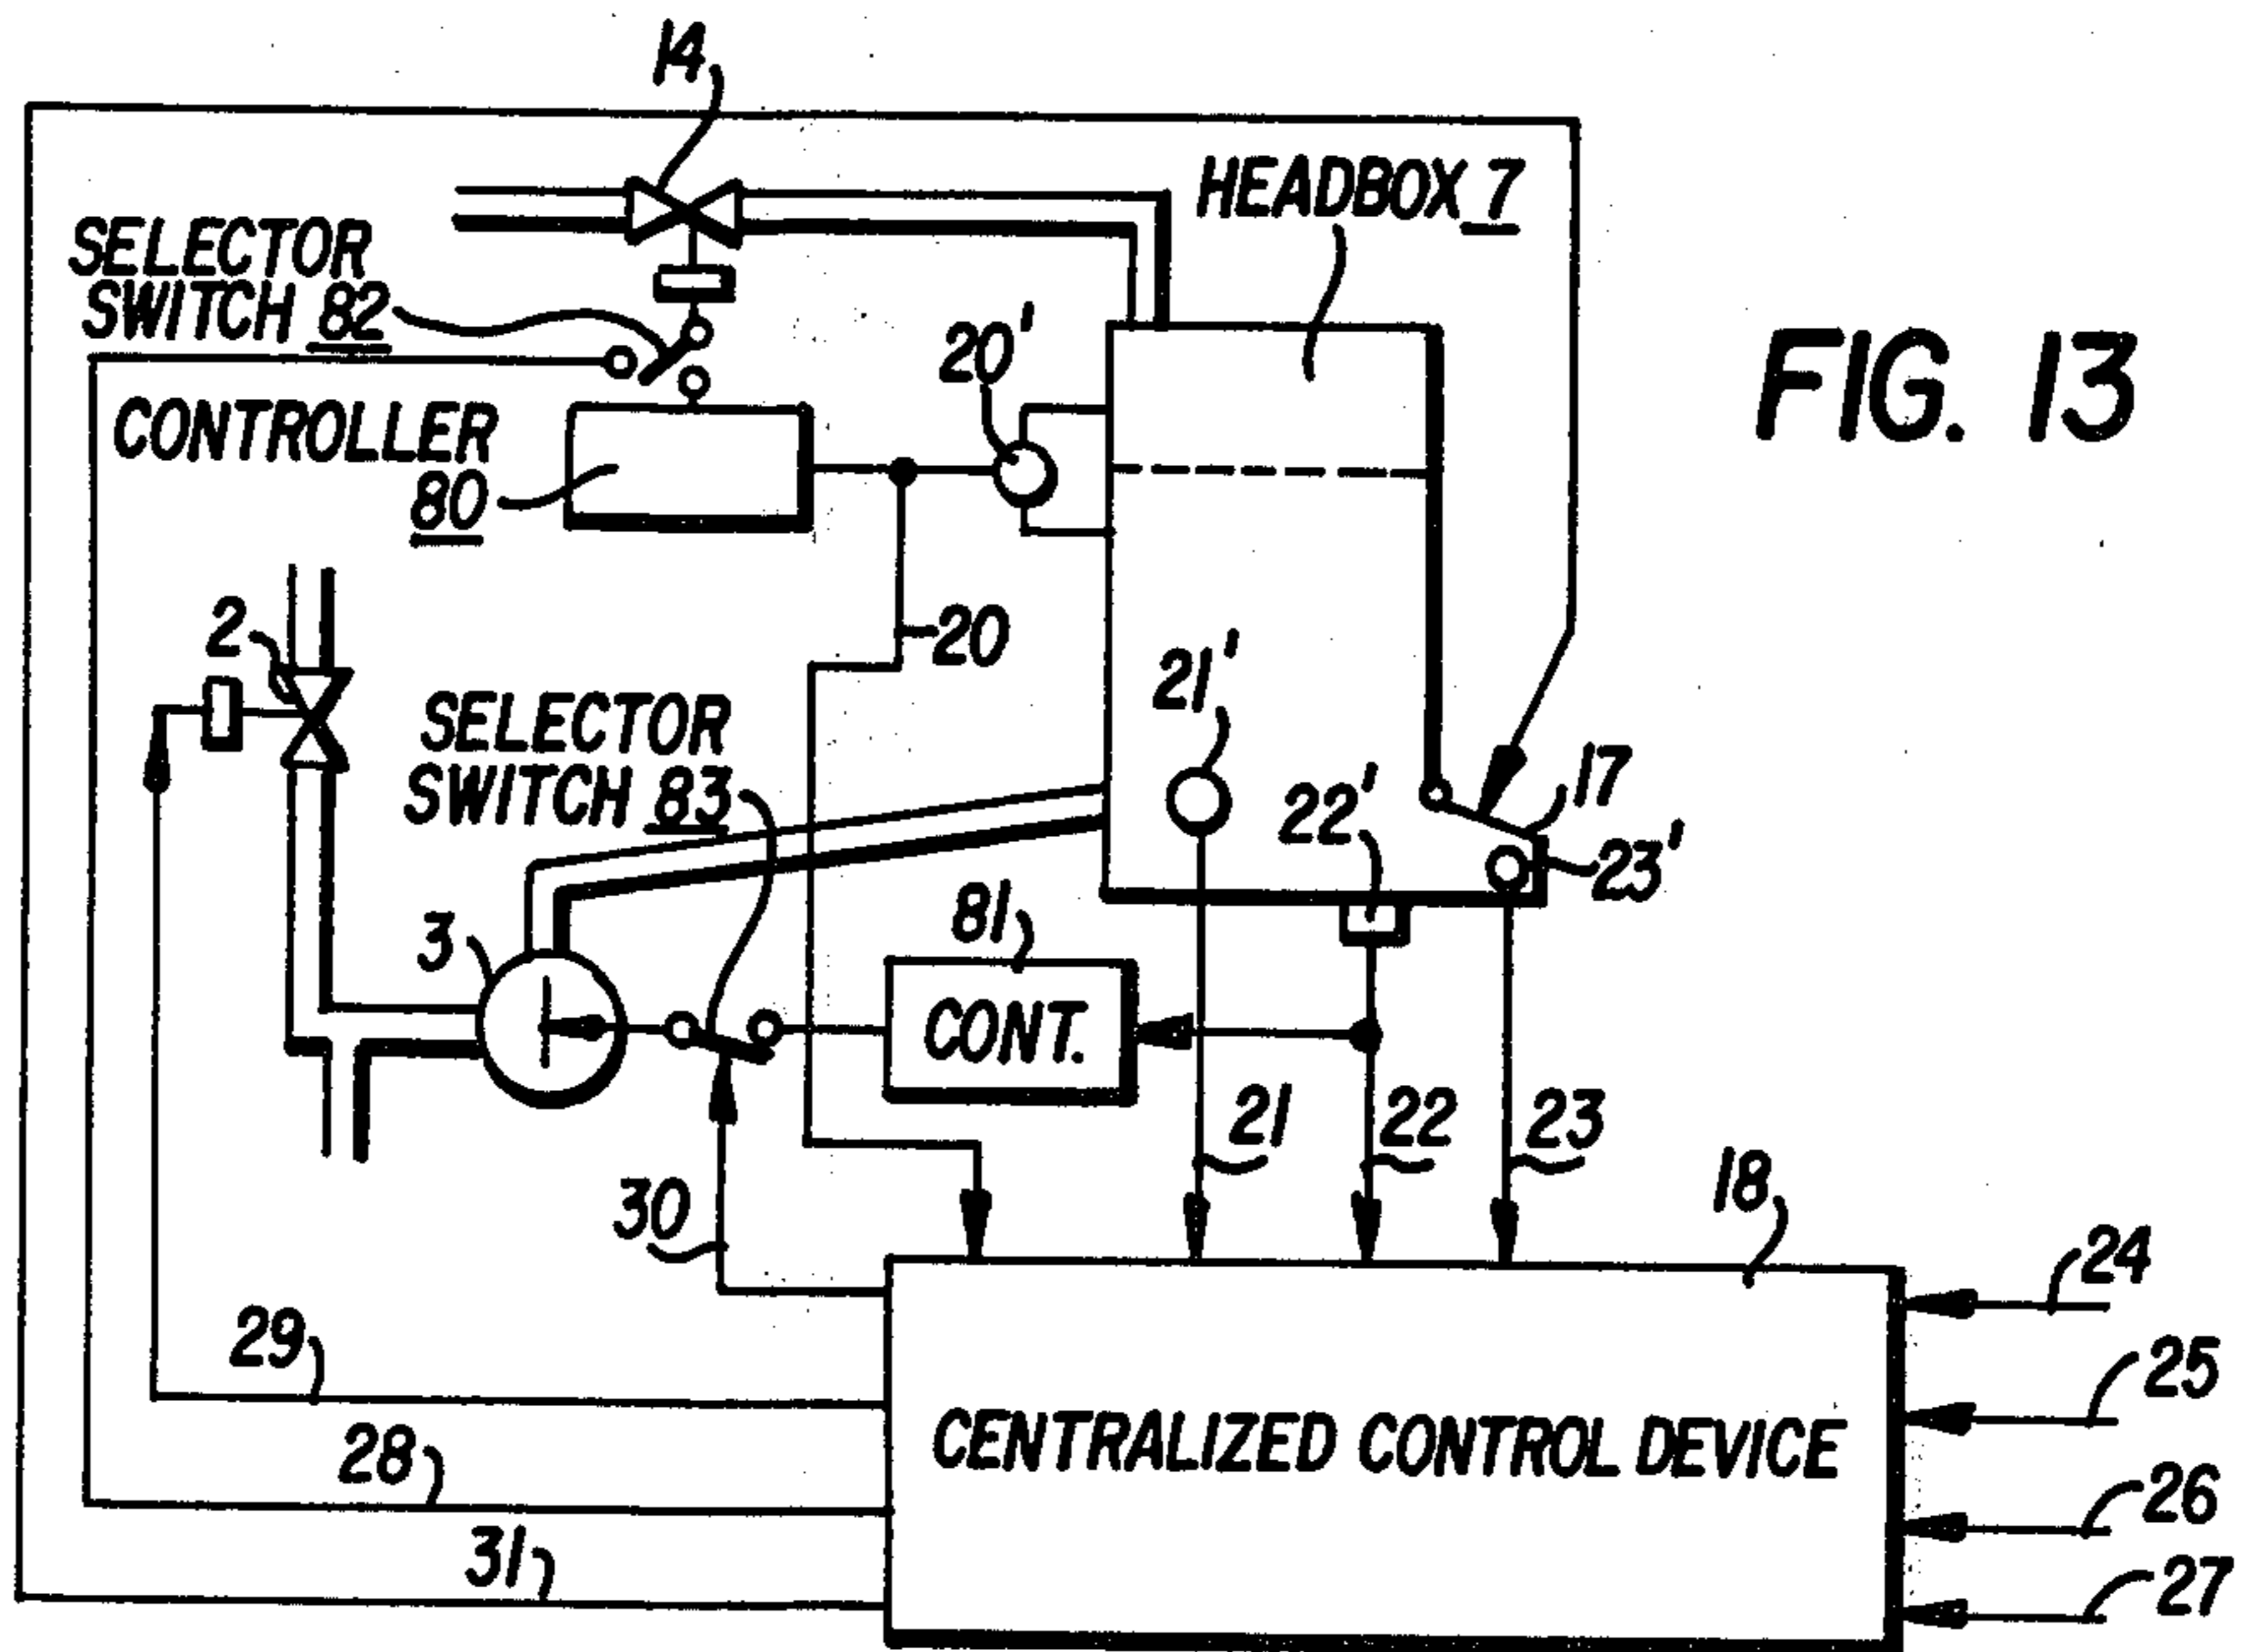 14
HEADBOX 7
SELECTOR
SWITCH 82
20'
FIG. 13
CONTROLLER
80
2
20
21'
SELECTOR
SWITCH 83
22'
17
23'
3
81
CONT.
21
22
23
30
18
24
29
25
CENTRALIZED CONTROL DEVICE
28
26
31
27